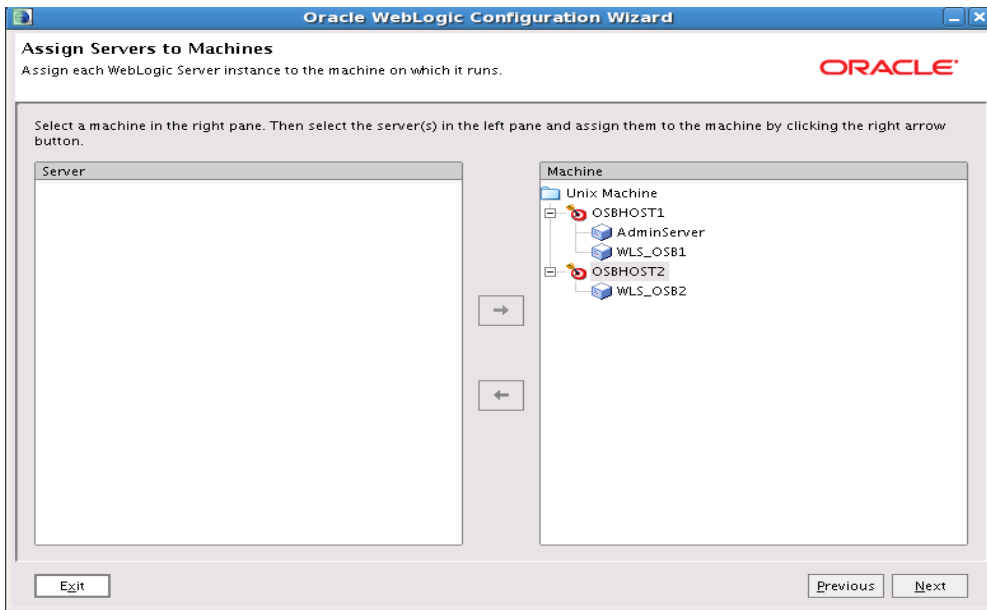 Oracle WebLogic Configuration Wizard
Assign Servers to Machines
Assign each WebLogic Server instance to the machine on which it runs.
ORACLE
Select a machine in the right pane. Then select the server(s) in the left pane and assign them to the machine by clicking the right arrow
button.
Server
Machine
Unix Machine
OSBHOST1
AdminServer
WLS_OSB1
OSBHOST2
WLS_OSB2
Exit
Previous
Next